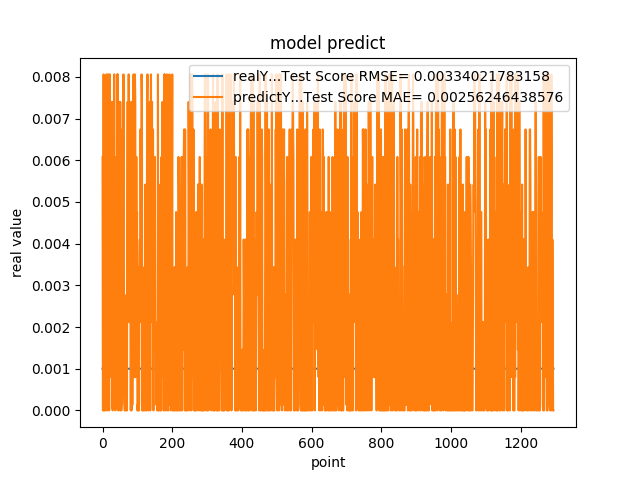 model predict
realY...Test Score RMSE= 0.00334021783158
predictY...Test Score MAE= 0.00256246438576
0.008
0.007
0.006
0.005
0.004
0.003
0.002
0.001
0.000
real value
0 200 400 600 800 1000 1200
point